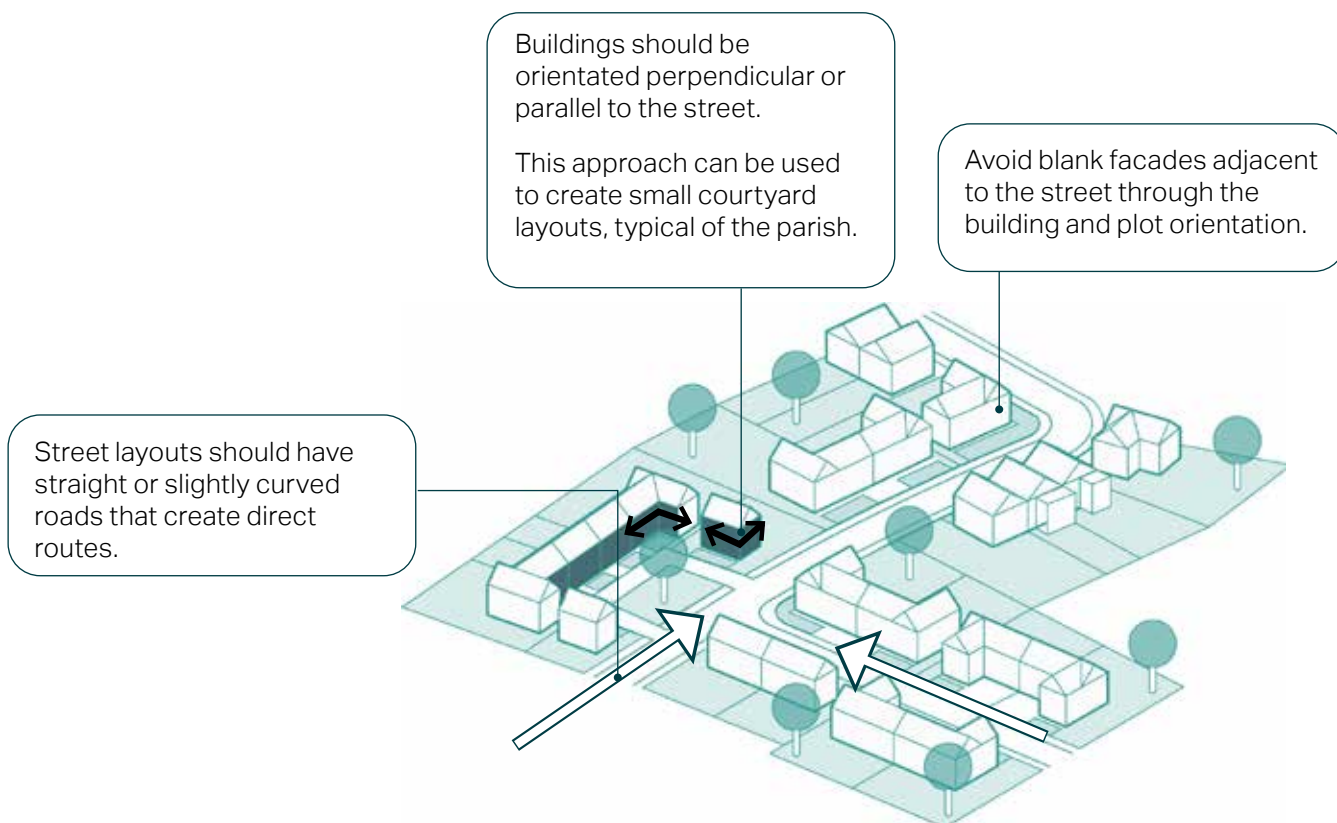 Buildings should be
orientated perpendicular or
parallel to the street.
This approach can be used
to create small courtyard
layouts, typical of the parish.
Avoid blank facades adjacent
to the street through the
building and plot orientation.
Street layouts should have
straight or slightly curved
roads that create direct
routes.